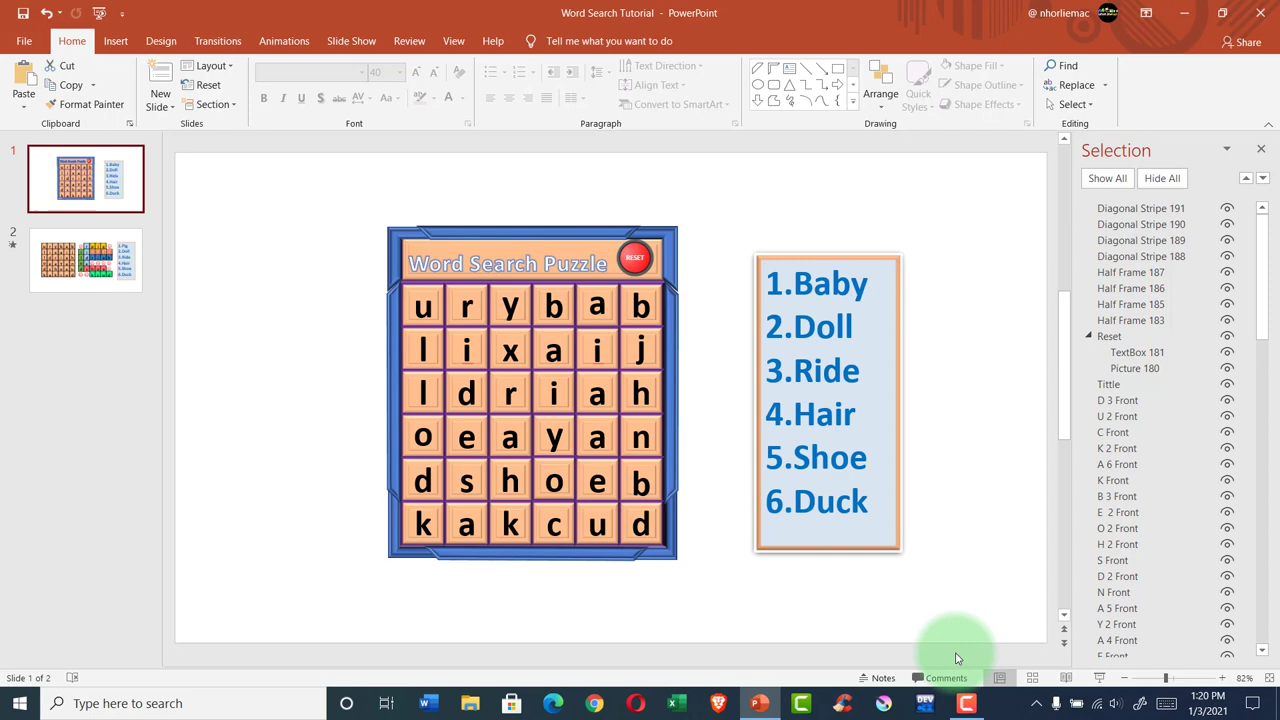 Word Search Tutorial - PowerPoint
@ nhorliemac
File Home Insert Design Transitions Animations Slide Show Review View Help Tell me what you want to do Share
Paste
Cut
Copy
Format Painter
Clipboard
New Slide
Layout
Reset
Section
Slides
40
B I U S abc AV Aa A
Font
Text Direction
Align Text
Convert to SmartArt
Paragraph
Arrange
Quick Styles
Shape Fill
Shape Outline
Shape Effects
Drawing
Find
Replace
Select
Editing
1
2
Word Search Puzzle
RESET
u r y b a b
l i x a i j
l d r i a h
o e a y a n
d s h o e b
k a k c u d
1.Baby
2.Doll
3.Ride
4.Hair
5.Shoe
6.Duck
Selection
Show All Hide All
Diagonal Stripe 191
Diagonal Stripe 190
Diagonal Stripe 189
Diagonal Stripe 188
Half Frame 187
Half Frame 186
Half Frame 185
Half Frame 183
Reset
TextBox 181
Picture 180
Tittle
D 3 Front
U 2 Front
C Front
K 2 Front
A 6 Front
K Front
B 3 Front
E 2 Front
O 2 Front
H 2 Front
S Front
D 2 Front
N Front
A 5 Front
Y 2 Front
A 4 Front
Slide 1 of 2
Notes Comments 82%
Type here to search
1:20 PM
1/3/2021